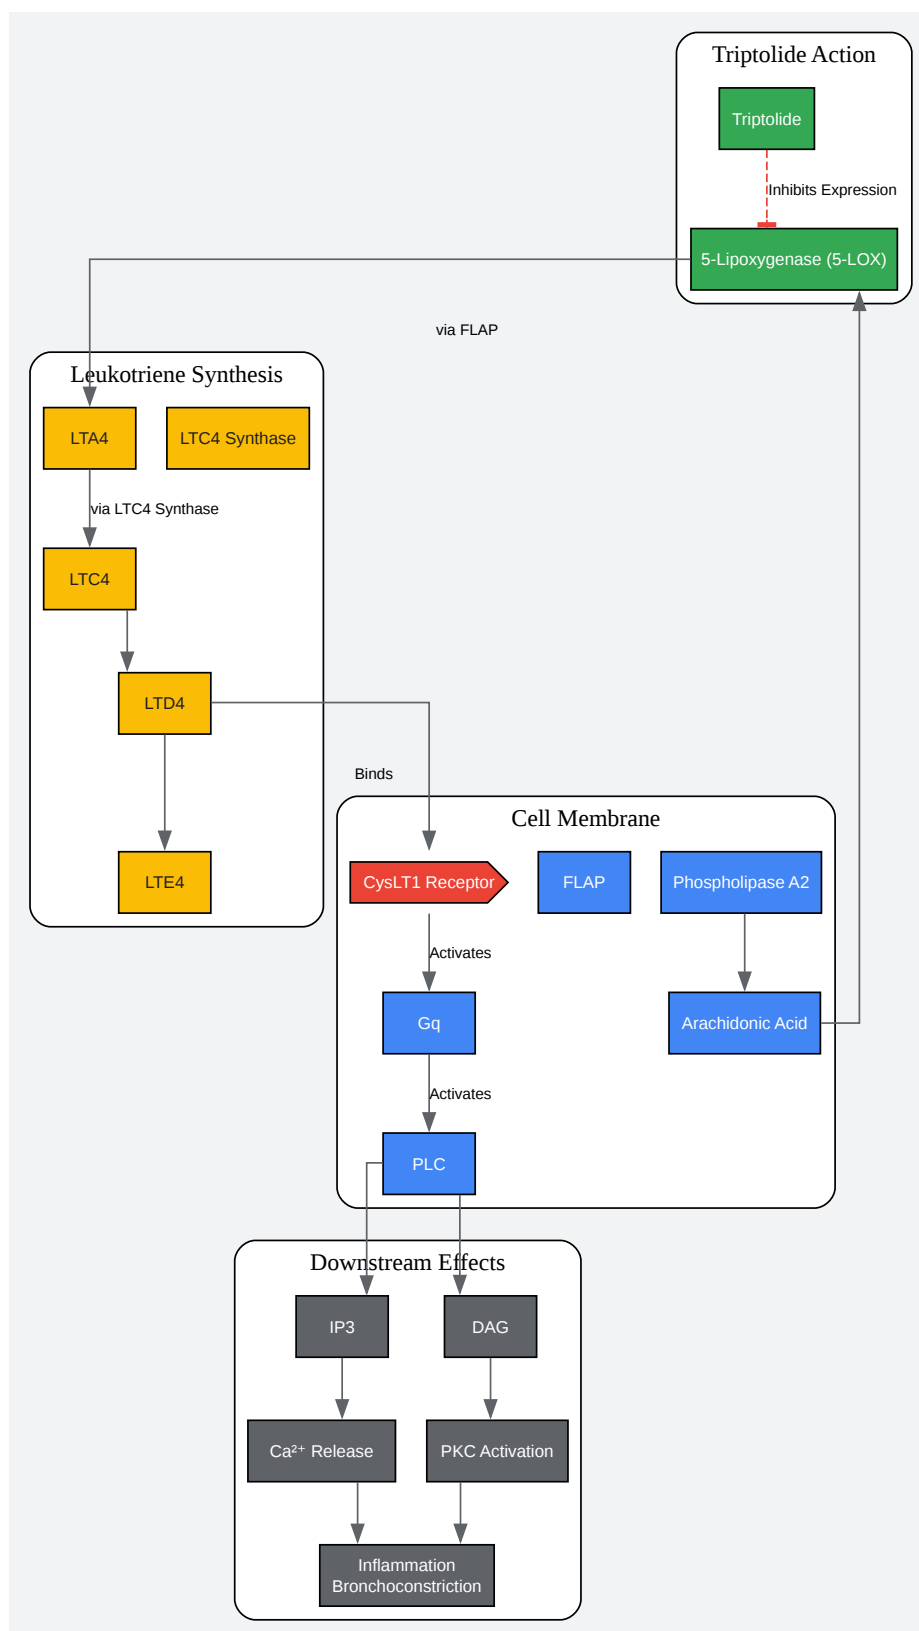 Triptolide Action
Triptolide
Inhibits Expression
5-Lipoxygenase (5-LOX)
via FLAP
Leukotriene Synthesis
LTA4
LTC4 Synthase
via LTC4 Synthase
LTC4
LTD4
Binds
LTE4
Cell Membrane
CysLT1 Receptor
FLAP
Phospholipase A2
Activates
Gq
Arachidonic Acid
Activates
PLC
Downstream Effects
IP3
DAG
Ca²⁺ Release
PKC Activation
Inflammation
Bronchoconstriction